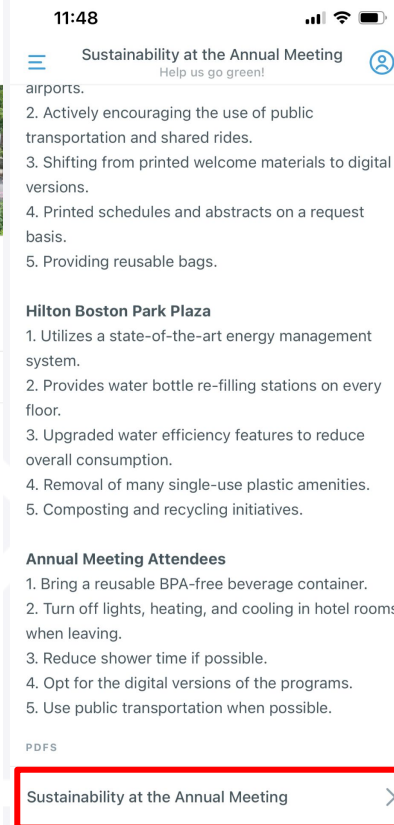 11:48
Sustainability at the Annual Meeting
Help us go green!
airports.
2. Actively encouraging the use of public
transportation and shared rides.
3. Shifting from printed welcome materials to digital
versions.
4. Printed schedules and abstracts on a request
basis.
5. Providing reusable bags.
Hilton Boston Park Plaza
1. Utilizes a state-of-the-art energy management
system.
2. Provides water bottle re-filling stations on every
floor.
3. Upgraded water efficiency features to reduce
overall consumption.
4. Removal of many single-use plastic amenities.
5. Composting and recycling initiatives.
Annual Meeting Attendees
1. Bring a reusable BPA-free beverage container.
2. Turn off lights, heating, and cooling in hotel rooms
when leaving.
3. Reduce shower time if possible.
4. Opt for the digital versions of the programs.
5. Use public transportation when possible.
PDFS
Sustainability at the Annual Meeting